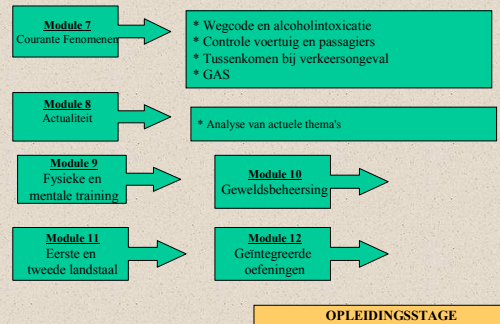 Module 7
Courante Fenomenen
* Wegcode en alcoholintoxicatie
* Controle voertuig en passagiers
* Tussenkomen bij verkeersongeval
* GAS
Module 8
Actualiteit
* Analyse van actuele thema's
Module 9
Fysieke en
mentale training
Module 10
Geweldsbeheersing
Module 11
Eerste en
tweede landstaal
Module 12
Geïntegreerde
oefeningen
OPLEIDINGSSTAGE